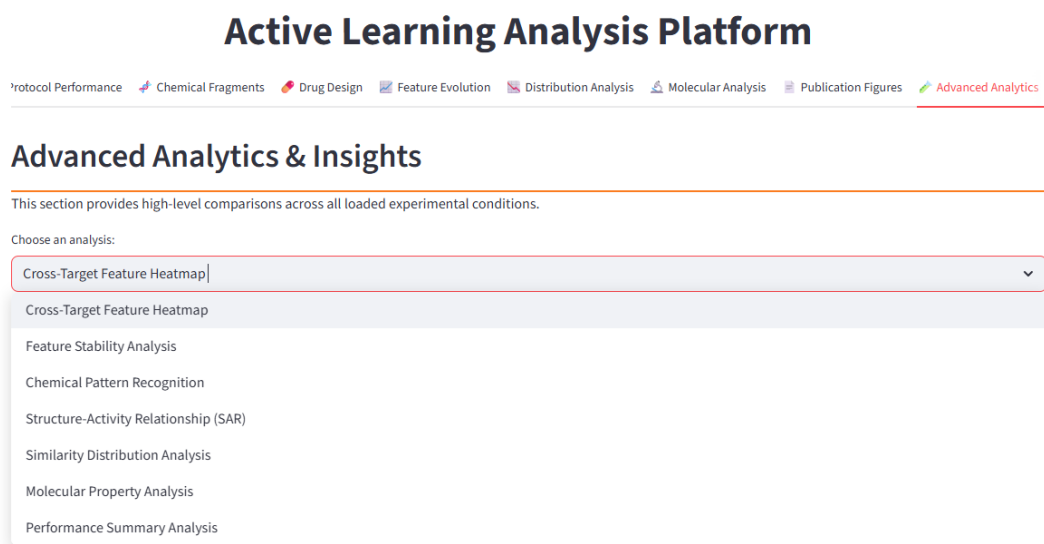 Active Learning Analysis Platform
Protocol Performance Chemical Fragments Drug Design Feature Evolution Distribution Analysis Molecular Analysis Publication Figures Advanced Analytics
Advanced Analytics & Insights
This section provides high-level comparisons across all loaded experimental conditions.
Choose an analysis:
Cross-Target Feature Heatmap
Cross-Target Feature Heatmap
Feature Stability Analysis
Chemical Pattern Recognition
Structure-Activity Relationship (SAR)
Similarity Distribution Analysis
Molecular Property Analysis
Performance Summary Analysis